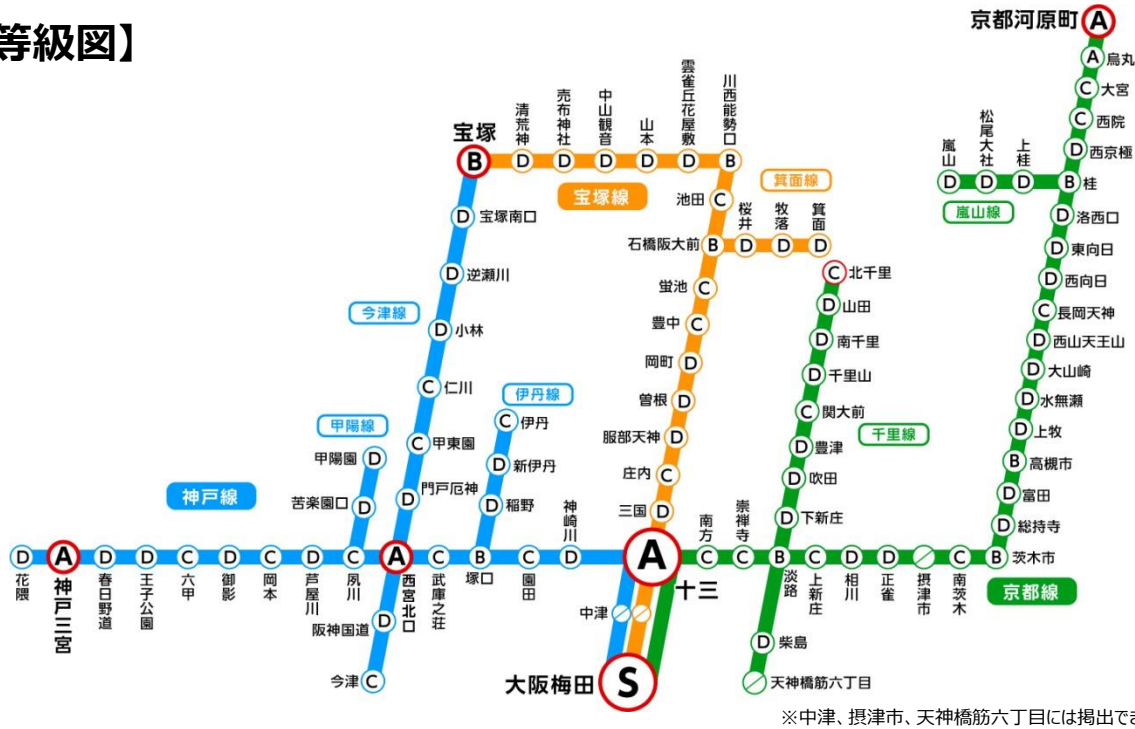 等級図】
京都河原町 A
A 烏丸
C 大宮
C 西院
D 西京極
B 桂
嵐山 D
松尾大社 D
上桂 D
嵐山線
D 洛西口
D 東向日
D 西向日
C 長岡天神
D 西山天王山
D 大山崎
D 水無瀬
D 上牧
B 高槻市
D 富田
D 総持寺
B 茨木市
京都線
宝塚
B
清荒神 D
売布神社 D
中山観音 D
山本 D
雲雀丘花屋敷 D
川西能勢口 B
宝塚線
池田 C
箕面線
石橋阪大前 B
桜井 D
牧落 D
箕面 D
蛍池 C
豊中 C
岡町 D
曽根 D
服部天神 D
庄内 C
三国 D
D 宝塚南口
D 逆瀬川
今津線
D 小林
C 仁川
C 甲東園
D 門戸厄神
伊丹線
C 伊丹
D 新伊丹
D 稲野
甲陽線
甲陽園 D
苦楽園口 D
神戸線
C 北千里
D 山田
D 南千里
D 千里山
C 関大前
千里線
D 豊津
D 吹田
D 下新庄
D 花隈
A 神戸三宮
D 春日野道
D 王子公園
C 六甲
D 御影
C 岡本
D 芦屋川
C 夙川
A 西宮北口
C 武庫之荘
B 塚口
C 園田
D 神崎川
A 十三
C 南方
C 崇禅寺
B 淡路
C 上新庄
D 相川
D 正雀
摂津市
C 南茨木
阪神国道 D
今津 C
中津
大阪梅田 S
D 柴島
天神橋筋六丁目
※中津、摂津市、天神橋筋六丁目には掲出でき